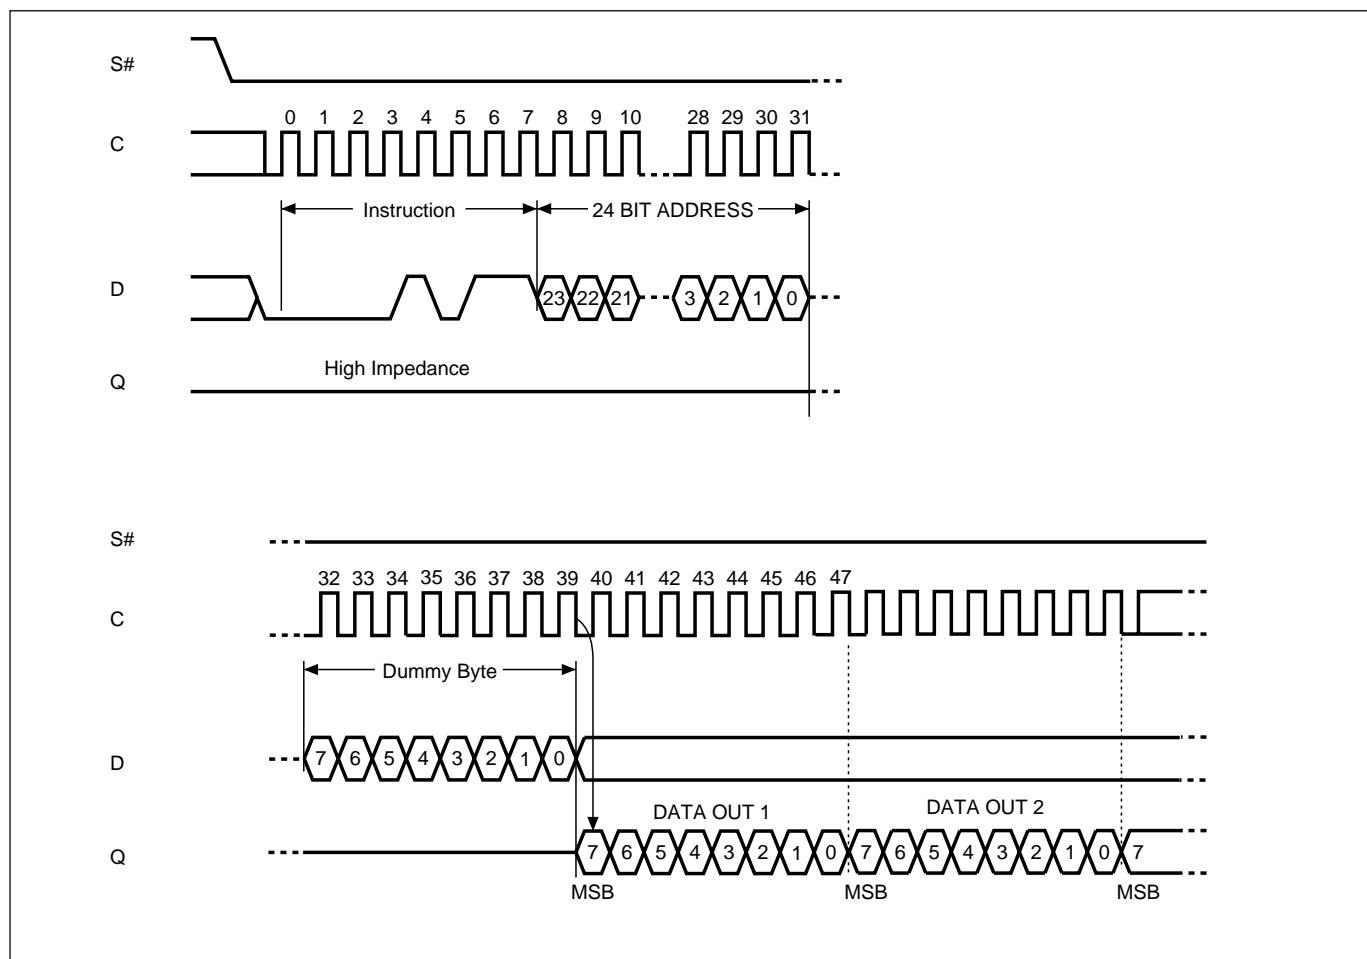 S#
C
0 1 2 3 4 5 6 7 8 9 10 28 29 30 31
Instruction 24 BIT ADDRESS
D
23 22 21 3 2 1 0
High Impedance
Q
S#
32 33 34 35 36 37 38 39 40 41 42 43 44 45 46 47
C
Dummy Byte
D
7 6 5 4 3 2 1 0
DATA OUT 1 DATA OUT 2
Q
7 6 5 4 3 2 1 0 7 6 5 4 3 2 1 0 7
MSB MSB MSB